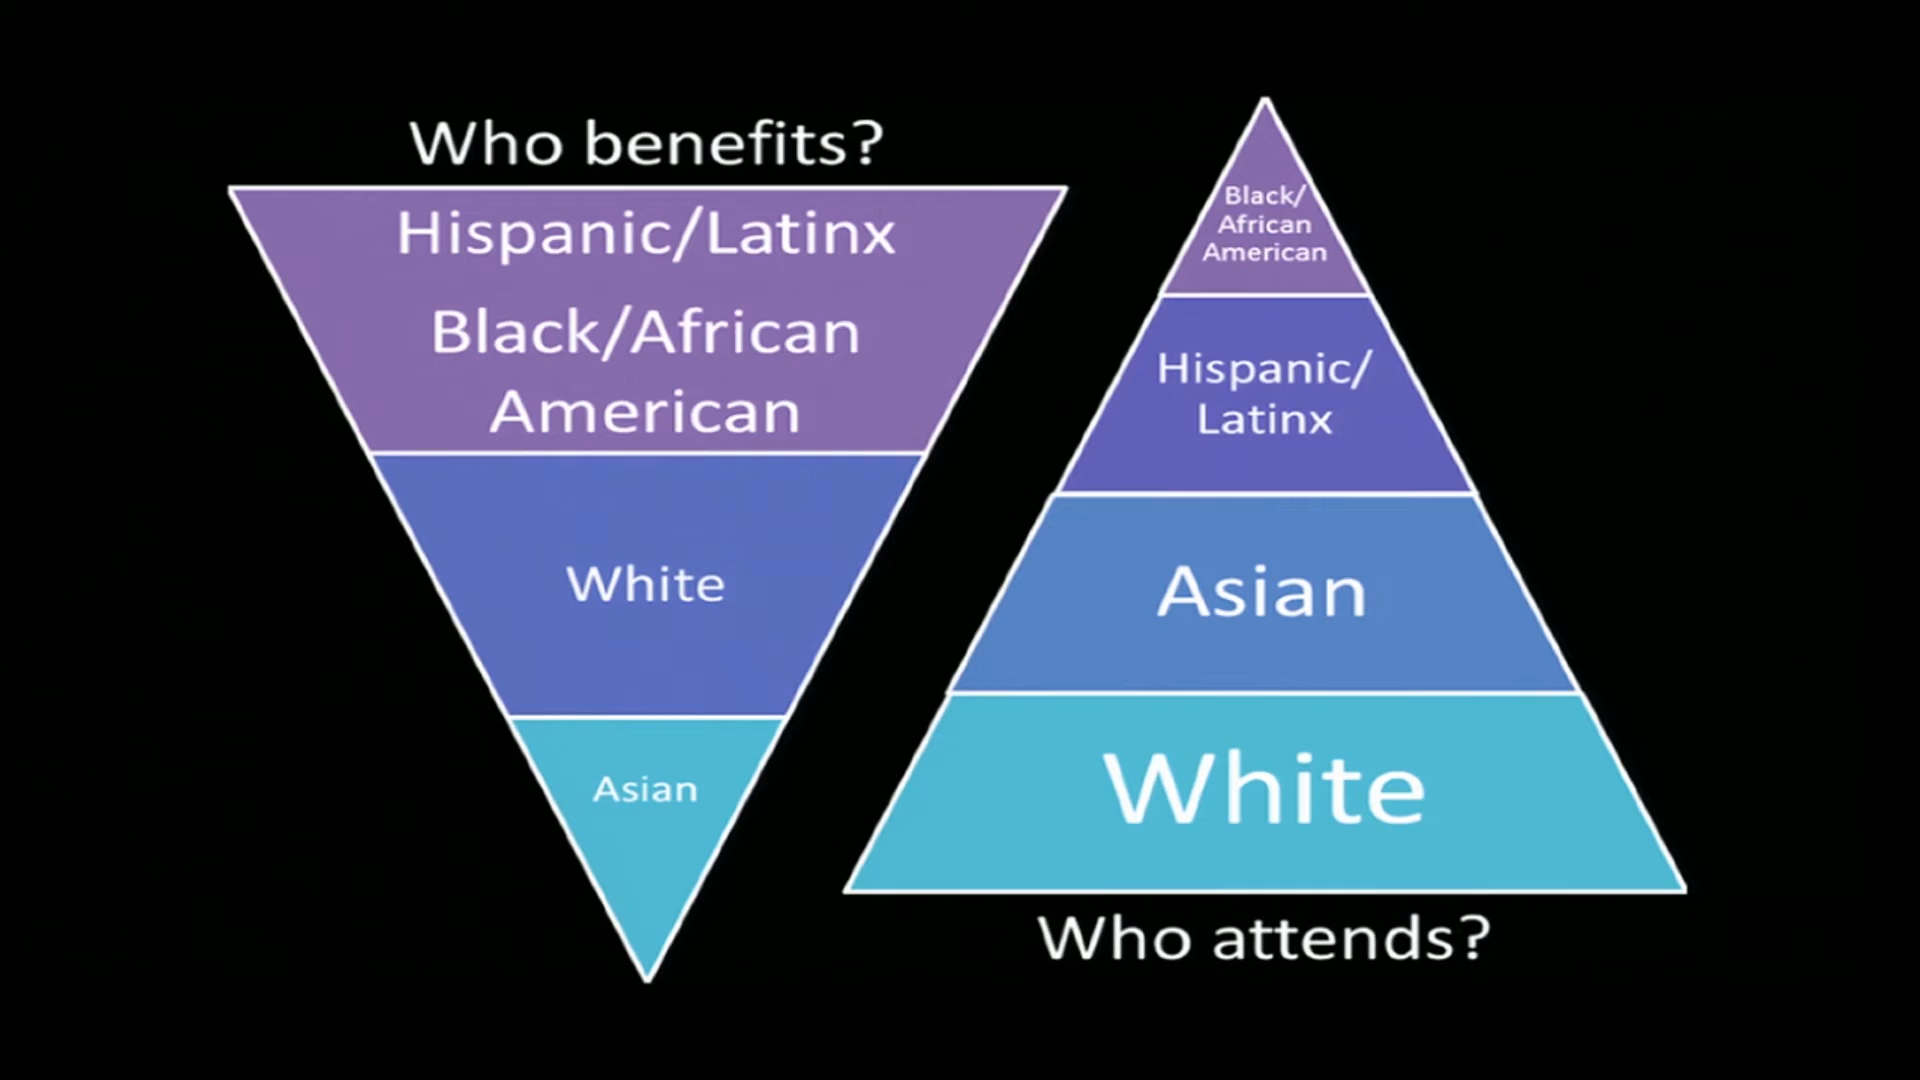 Who benefits?
Hispanic/Latinx
Black/African
American
White
Asian
Black/
African
American
Hispanic/
Latinx
Asian
White
Who attends?